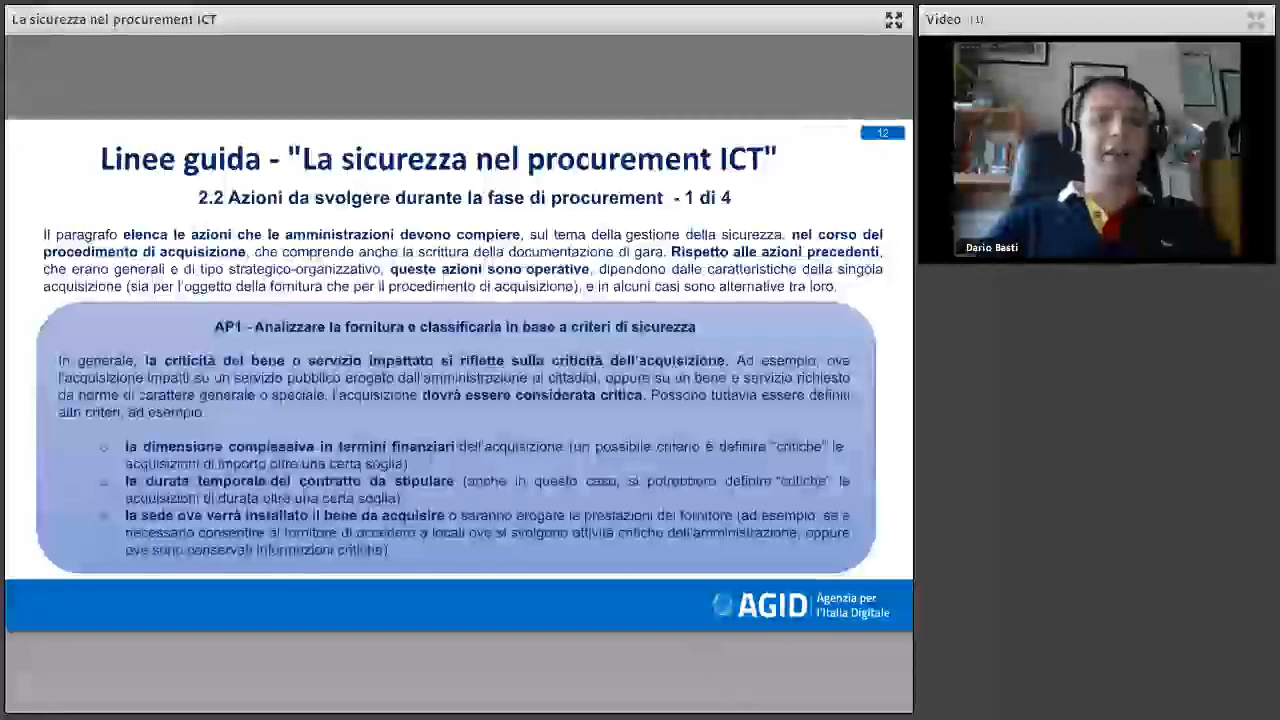 La sicurezza nel procurement ICT
Video (1)
12
Linee guida - "La sicurezza nel procurement ICT"
2.2 Azioni da svolgere durante la fase di procurement - 1 di 4
Il paragrafo elenca le azioni che le amministrazioni devono compiere, sul tema della gestione della sicurezza, nel corso del
procedimento di acquisizione, che comprende anche la scrittura della documentazione di gara. Rispetto alle azioni precedenti,
che erano generali e di tipo strategico-organizzativo, queste azioni sono operative, dipendono dalle caratteristiche della singola
acquisizione (sia per l'oggetto della fornitura che per il procedimento di acquisizione), e in alcuni casi sono alternative tra loro.
AP1 - Analizzare la fornitura e classificarla in base a criteri di sicurezza
In generale, la criticità del bene o servizio impattato si riflette sulla criticità dell'acquisizione. Ad esempio, ove
l'acquisizione impatti su un servizio pubblico erogato dall'amministrazione ai cittadini, oppure su un bene e servizio richiesto
da norme di carattere generale o speciale, l'acquisizione dovrà essere considerata critica. Possono tuttavia essere definiti
altri criteri, ad esempio:
la dimensione complessiva in termini finanziari dell'acquisizione (un possibile criterio è definire "critiche" le
acquisizioni di importo oltre una certa soglia)
la durata temporale del contratto da stipulare (anche in questo caso, si potrebbero definire "critiche" le
acquisizioni di durata oltre una certa soglia)
la sede ove verrà installato il bene da acquisire o saranno erogate le prestazioni del fornitore (ad esempio se è
necessario consentire al fornitore di accedere a locali ove si svolgono attività critiche dell'amministrazione, oppure
ove sono conservati informazioni critiche)
AGID
Agenzia per
l'Italia Digitale
Dario Basti